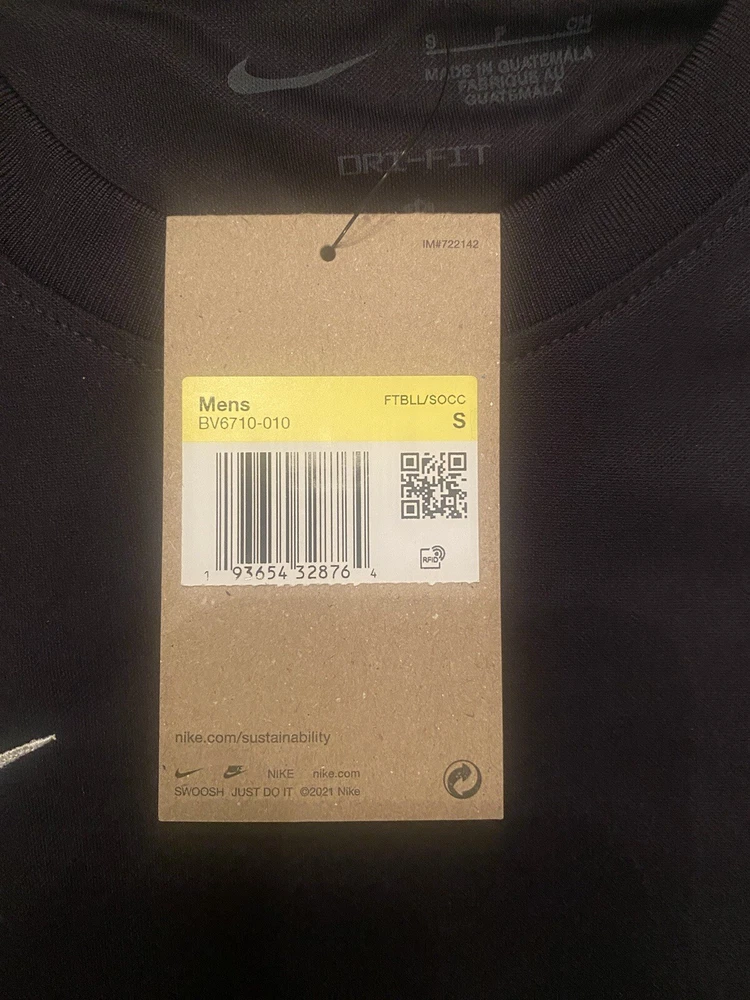 S P CH
MADE IN GUATEMALA
FABRIQUÉ AU
GUATEMALA
DRI-FIT
IM#722142
Mens FTBLL/SOCC
BV6710-010 S
RFID
1 93654 32876 4
nike.com/sustainability
NIKE nike.com
SWOOSH JUST DO IT ©2021 Nike